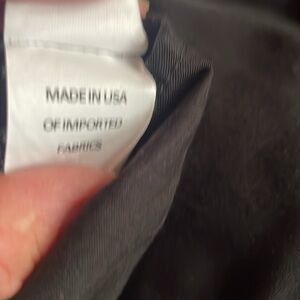 MADE IN USA
OF IMPORTED
FABRICS